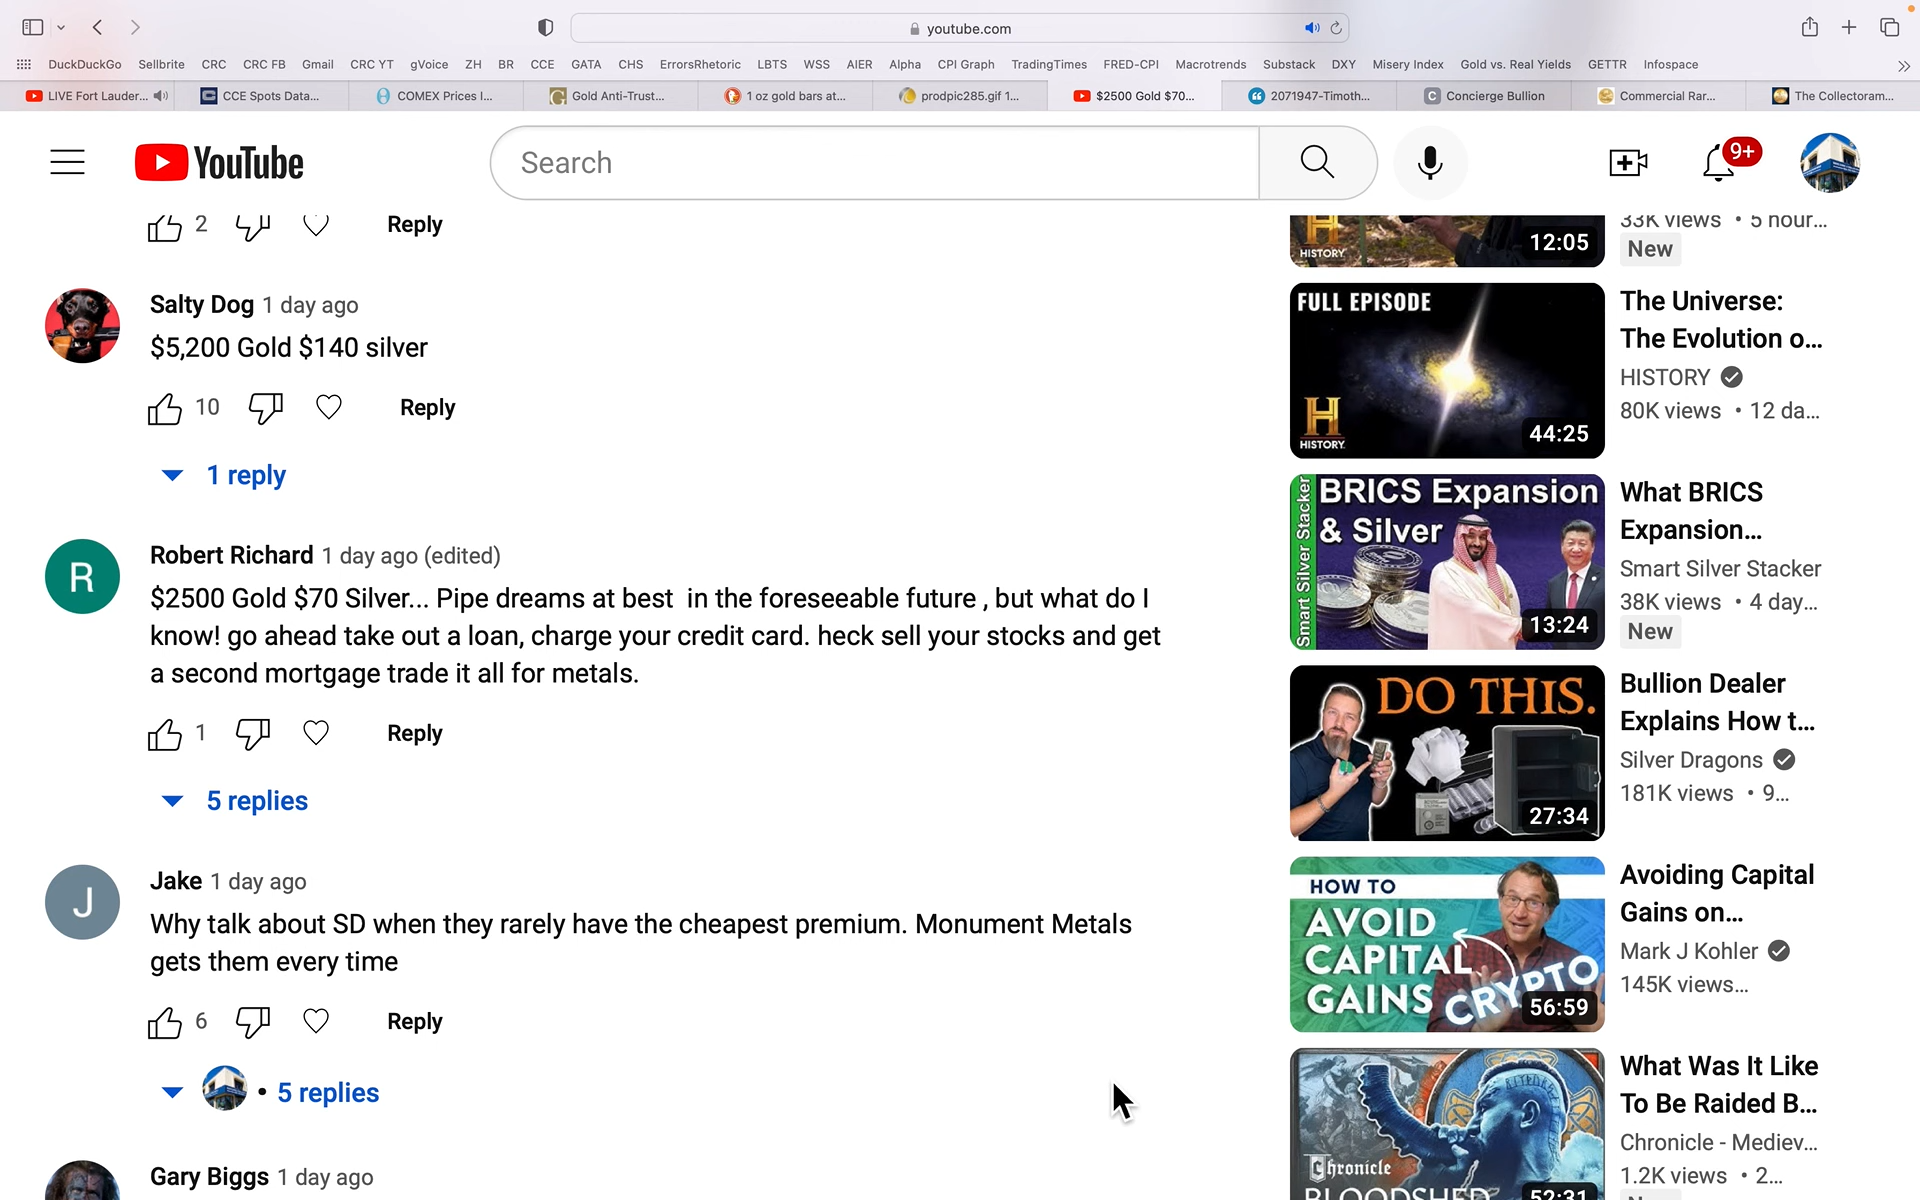 youtube.com
DuckDuckGo Sellbrite CRC CRC FB Gmail CRC YT gVoice ZH BR CCE GATA CHS ErrorsRhetoric LBTS WSS AIER Alpha CPI Graph TradingTimes FRED-CPI Macrotrends Substack DXY Misery Index Gold vs. Real Yields GETTR Infospace
LIVE Fort Lauder... CCE Spots Data... COMEX Prices I... Gold Anti-Trust... 1 oz gold bars at... prodpic285.gif 1... $2500 Gold $70... 2071947-Timoth... Concierge Bullion Commercial Rar... The Collectoram...
YouTube
Search
9+
2 Reply
Salty Dog 1 day ago
$5,200 Gold $140 silver
10 Reply
1 reply
R
Robert Richard 1 day ago (edited)
$2500 Gold $70 Silver... Pipe dreams at best in the foreseeable future , but what do I
know! go ahead take out a loan, charge your credit card. heck sell your stocks and get
a second mortgage trade it all for metals.
1 Reply
5 replies
J
Jake 1 day ago
Why talk about SD when they rarely have the cheapest premium. Monument Metals
gets them every time
6 Reply
• 5 replies
Gary Biggs 1 day ago
H
HISTORY
12:05
33K views • 5 hour...
New
FULL EPISODE
H
HISTORY
44:25
The Universe:
The Evolution o...
HISTORY
80K views • 12 da...
Smart Silver Stacker
BRICS Expansion
& Silver
13:24
What BRICS
Expansion...
Smart Silver Stacker
38K views • 4 day...
New
DO THIS.
27:34
Bullion Dealer
Explains How t...
Silver Dragons
181K views • 9...
HOW TO
AVOID
CAPITAL
GAINS
CRYPTO
56:59
Avoiding Capital
Gains on...
Mark J Kohler
145K views...
Chronicle
BLOODSHED
52:31
What Was It Like
To Be Raided B...
Chronicle - Mediev...
1.2K views • 2...